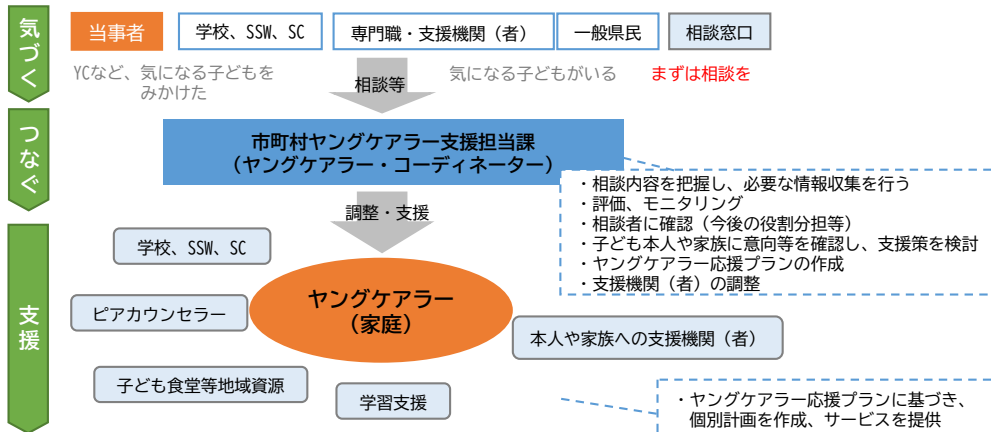 気づく
当事者
学校、SSW、SC
専門職・支援機関（者）
一般県民
相談窓口
YCなど、気になる子どもを
みかけた
相談等
気になる子どもがいる
まずは相談を
つなぐ
市町村ヤングケアラー支援担当課
（ヤングケアラー・コーディネーター）
・相談内容を把握し、必要な情報収集を行う
・評価、モニタリング
・相談者に確認（今後の役割分担等）
・子ども本人や家族に意向等を確認し、支援策を検討
・ヤングケアラー応援プランの作成
・支援機関（者）の調整
調整・支援
支援
学校、SSW、SC
ヤングケアラー
（家庭）
ピアカウンセラー
本人や家族への支援機関（者）
子ども食堂等地域資源
学習支援
・ヤングケアラー応援プランに基づき、
個別計画を作成、サービスを提供